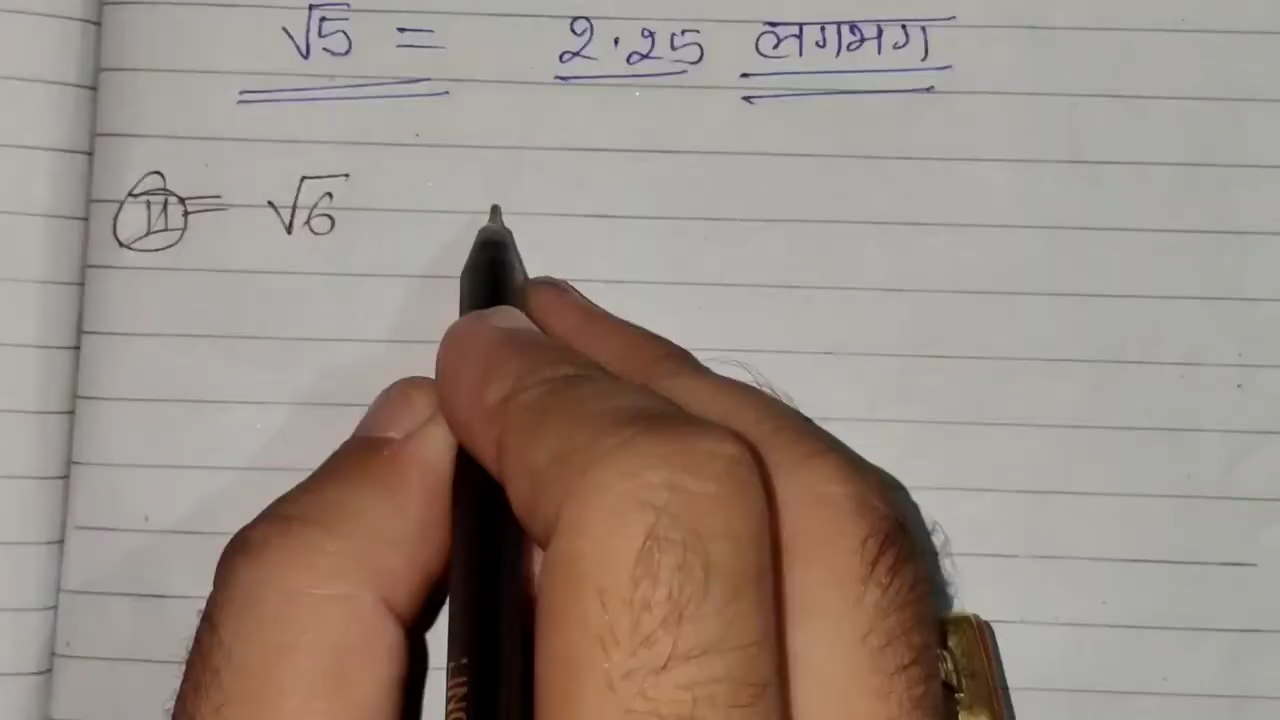 √5 = 2.25 लगभग
II = √6